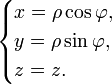 x = ρ cos φ,
y = ρ sin φ,
z = z.